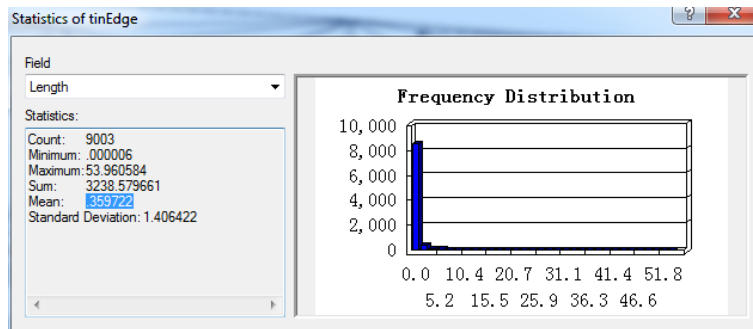 Statistics of tinEdge
? X
Field
Length
Statistics:
Count: 9003
Minimum: .000006
Maximum: 53.960584
Sum: 3238.579661
Mean: .359722
Standard Deviation: 1.406422
Frequency Distribution
10,000
8,000
6,000
4,000
2,000
0
0.0 10.4 20.7 31.1 41.4 51.8
5.2 15.5 25.9 36.3 46.6